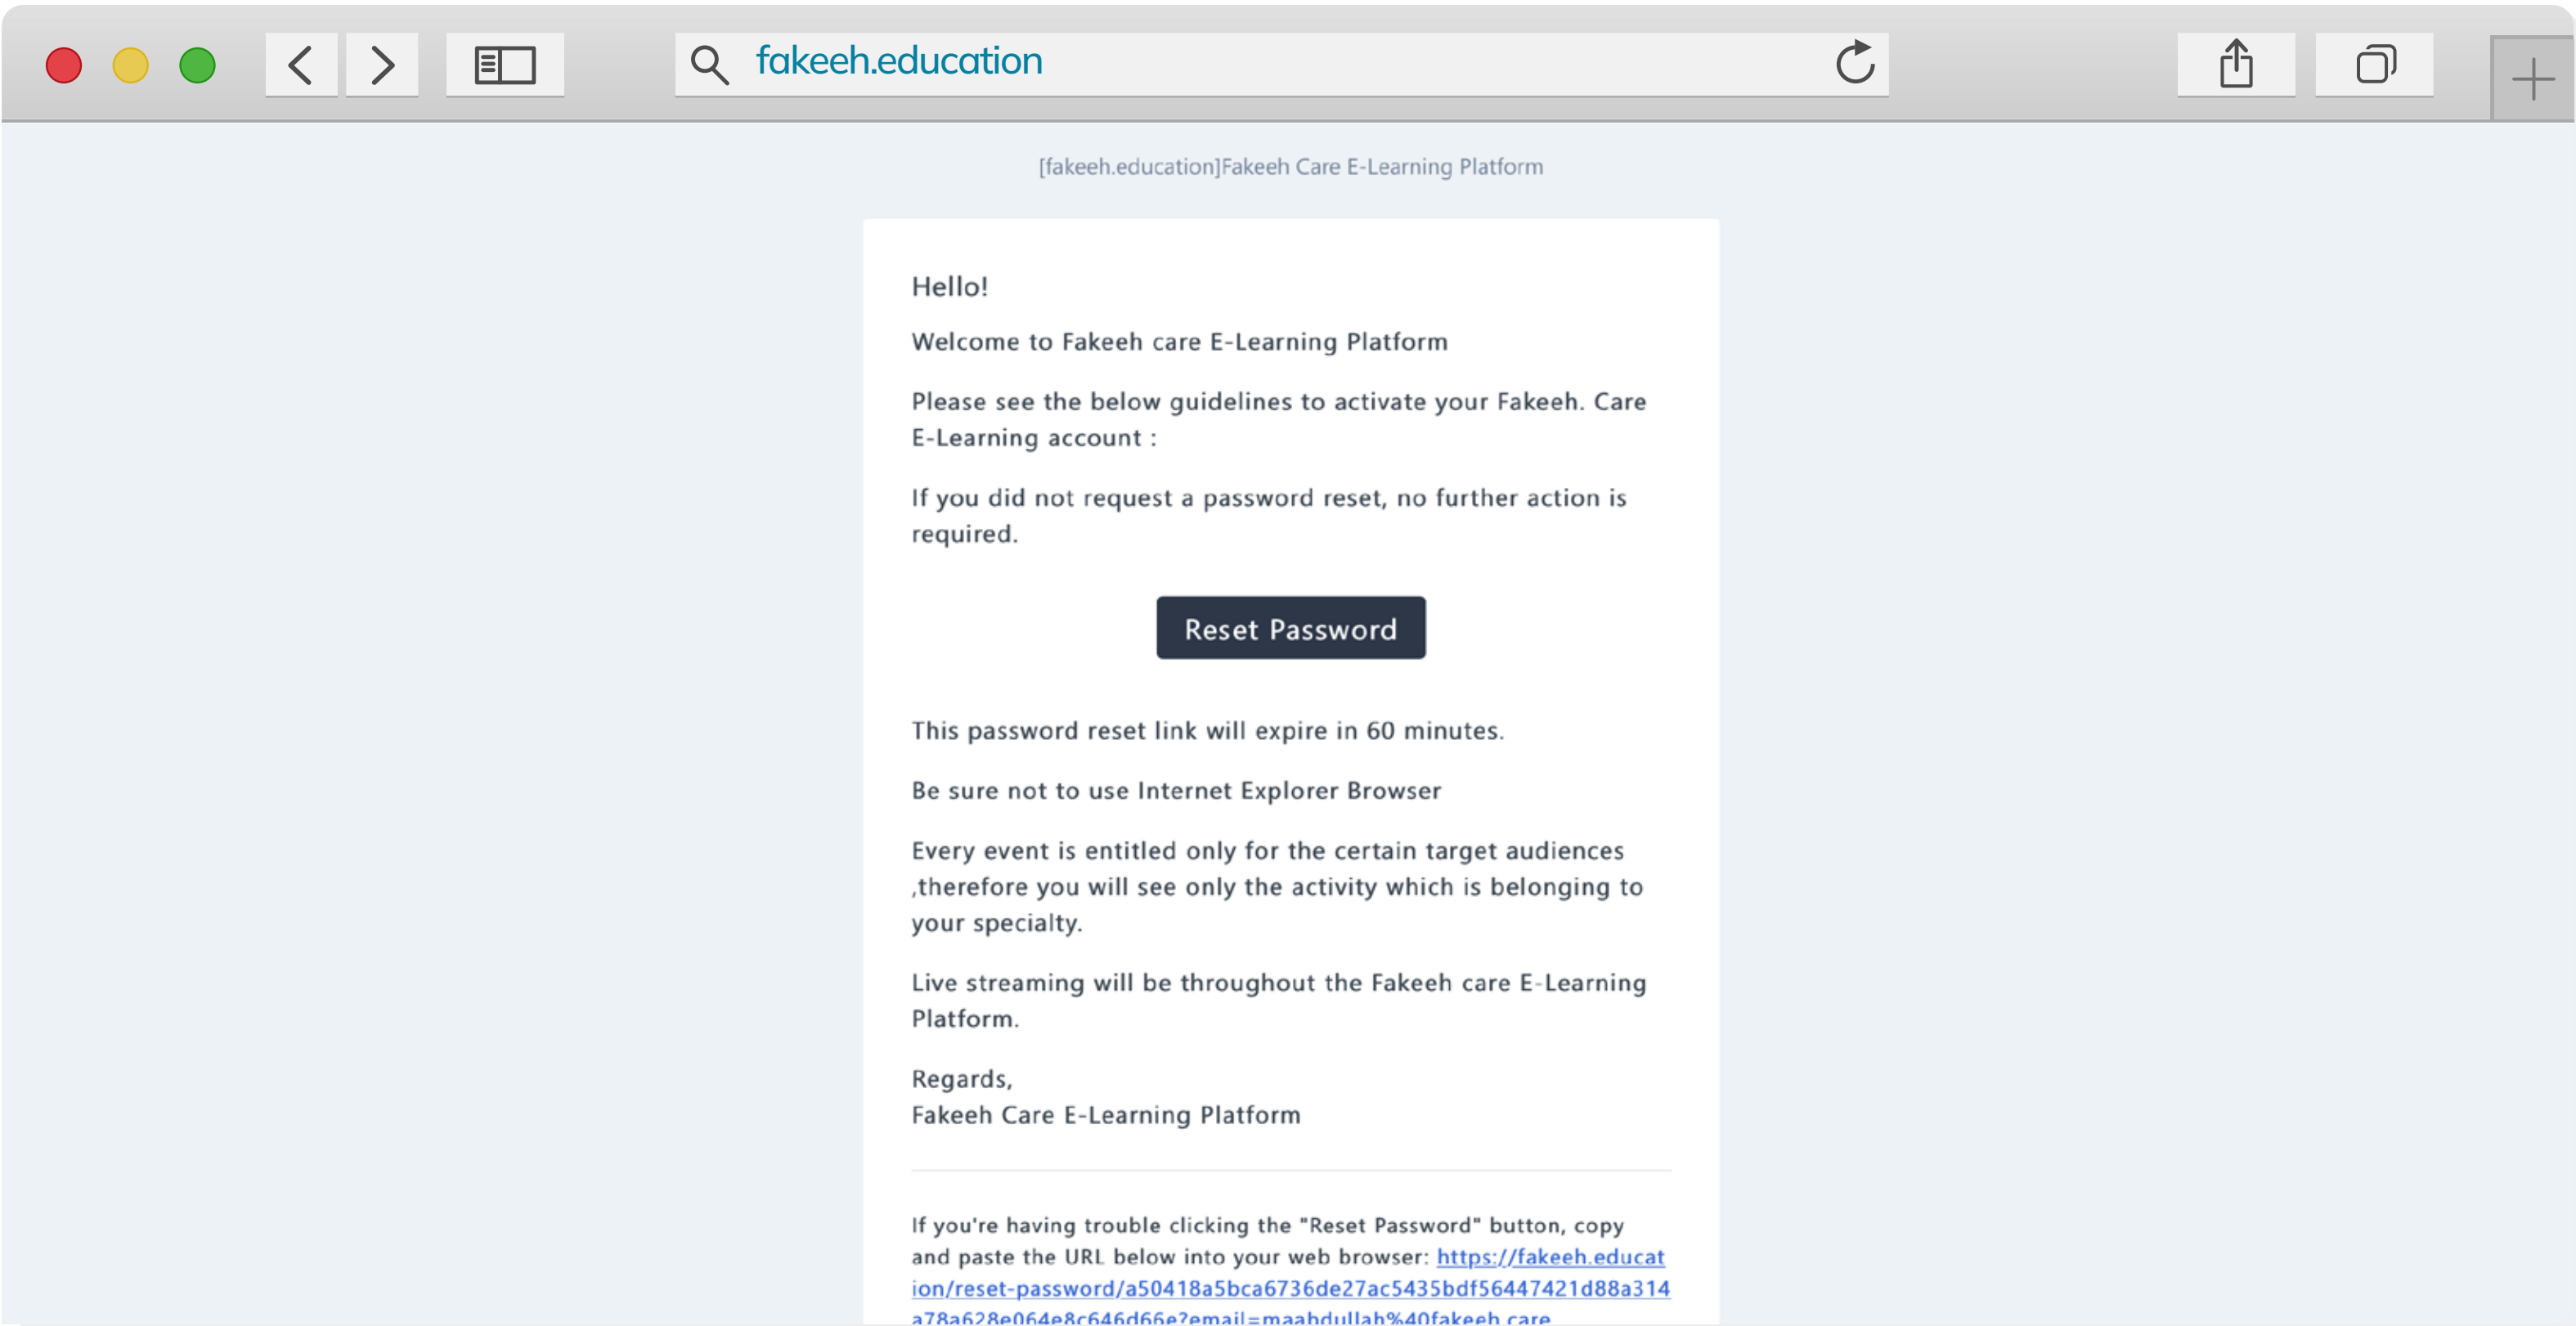 fakeeh.education
[fakeeh.education]Fakeeh Care E-Learning Platform
Hello!
Welcome to Fakeeh care E-Learning Platform
Please see the below guidelines to activate your Fakeeh. Care
E-Learning account :
If you did not request a password reset, no further action is
required.
Reset Password
This password reset link will expire in 60 minutes.
Be sure not to use Internet Explorer Browser
Every event is entitled only for the certain target audiences
,therefore you will see only the activity which is belonging to
your specialty.
Live streaming will be throughout the Fakeeh care E-Learning
Platform.
Regards,
Fakeeh Care E-Learning Platform
If you're having trouble clicking the "Reset Password" button, copy
and paste the URL below into your web browser: https://fakeeh.educat
ion/reset-password/a50418a5bca6736de27ac5435bdf56447421d88a314
a78a628e064e8c646d66e?email=maabdullah%40fakeeh.care